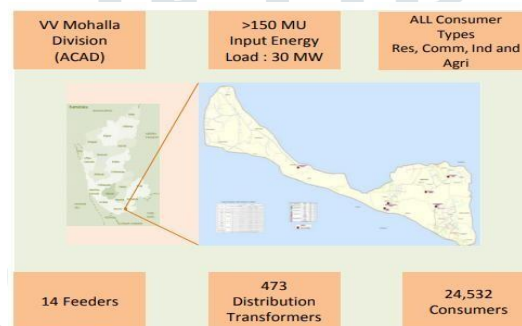 VV Mohalla
Division
(ACAD)
>150 MU
Input Energy
Load : 30 MW
ALL Consumer
Types
Res, Comm, Ind and
Agri
14 Feeders
473
Distribution
Transformers
24,532
Consumers